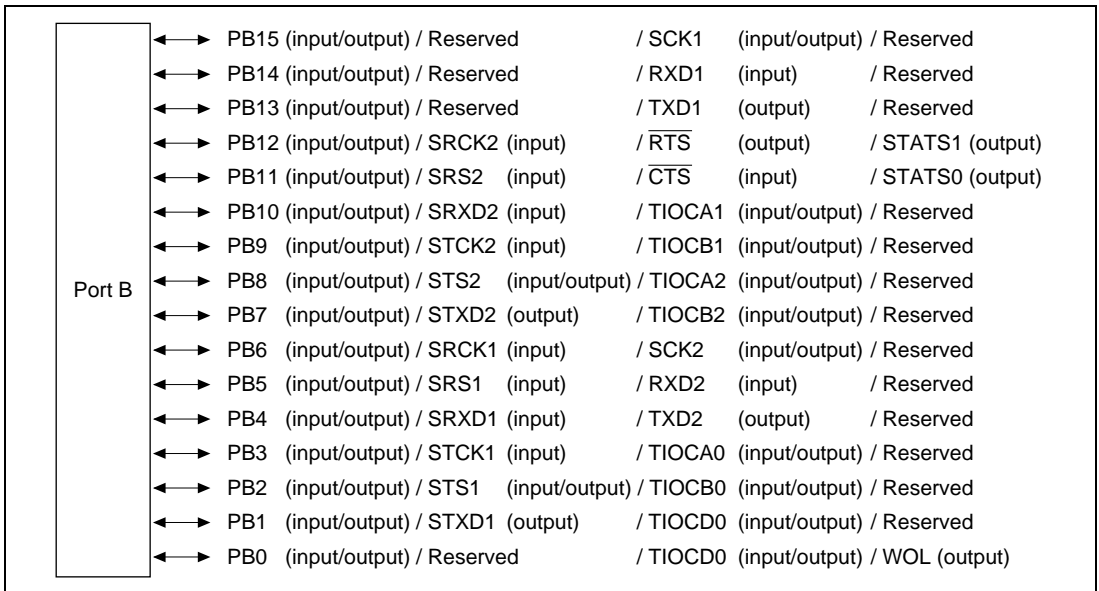 Port B
PB15 (input/output) / Reserved / SCK1 (input/output) / Reserved
PB14 (input/output) / Reserved / RXD1 (input) / Reserved
PB13 (input/output) / Reserved / TXD1 (output) / Reserved
PB12 (input/output) / SRCK2 (input) / R̅T̅S̅ (output) / STATS1 (output)
PB11 (input/output) / SRS2 (input) / C̅T̅S̅ (input) / STATS0 (output)
PB10 (input/output) / SRXD2 (input) / TIOCA1 (input/output) / Reserved
PB9 (input/output) / STCK2 (input) / TIOCB1 (input/output) / Reserved
PB8 (input/output) / STS2 (input/output) / TIOCA2 (input/output) / Reserved
PB7 (input/output) / STXD2 (output) / TIOCB2 (input/output) / Reserved
PB6 (input/output) / SRCK1 (input) / SCK2 (input/output) / Reserved
PB5 (input/output) / SRS1 (input) / RXD2 (input) / Reserved
PB4 (input/output) / SRXD1 (input) / TXD2 (output) / Reserved
PB3 (input/output) / STCK1 (input) / TIOCA0 (input/output) / Reserved
PB2 (input/output) / STS1 (input/output) / TIOCB0 (input/output) / Reserved
PB1 (input/output) / STXD1 (output) / TIOCD0 (input/output) / Reserved
PB0 (input/output) / Reserved / TIOCD0 (input/output) / WOL (output)